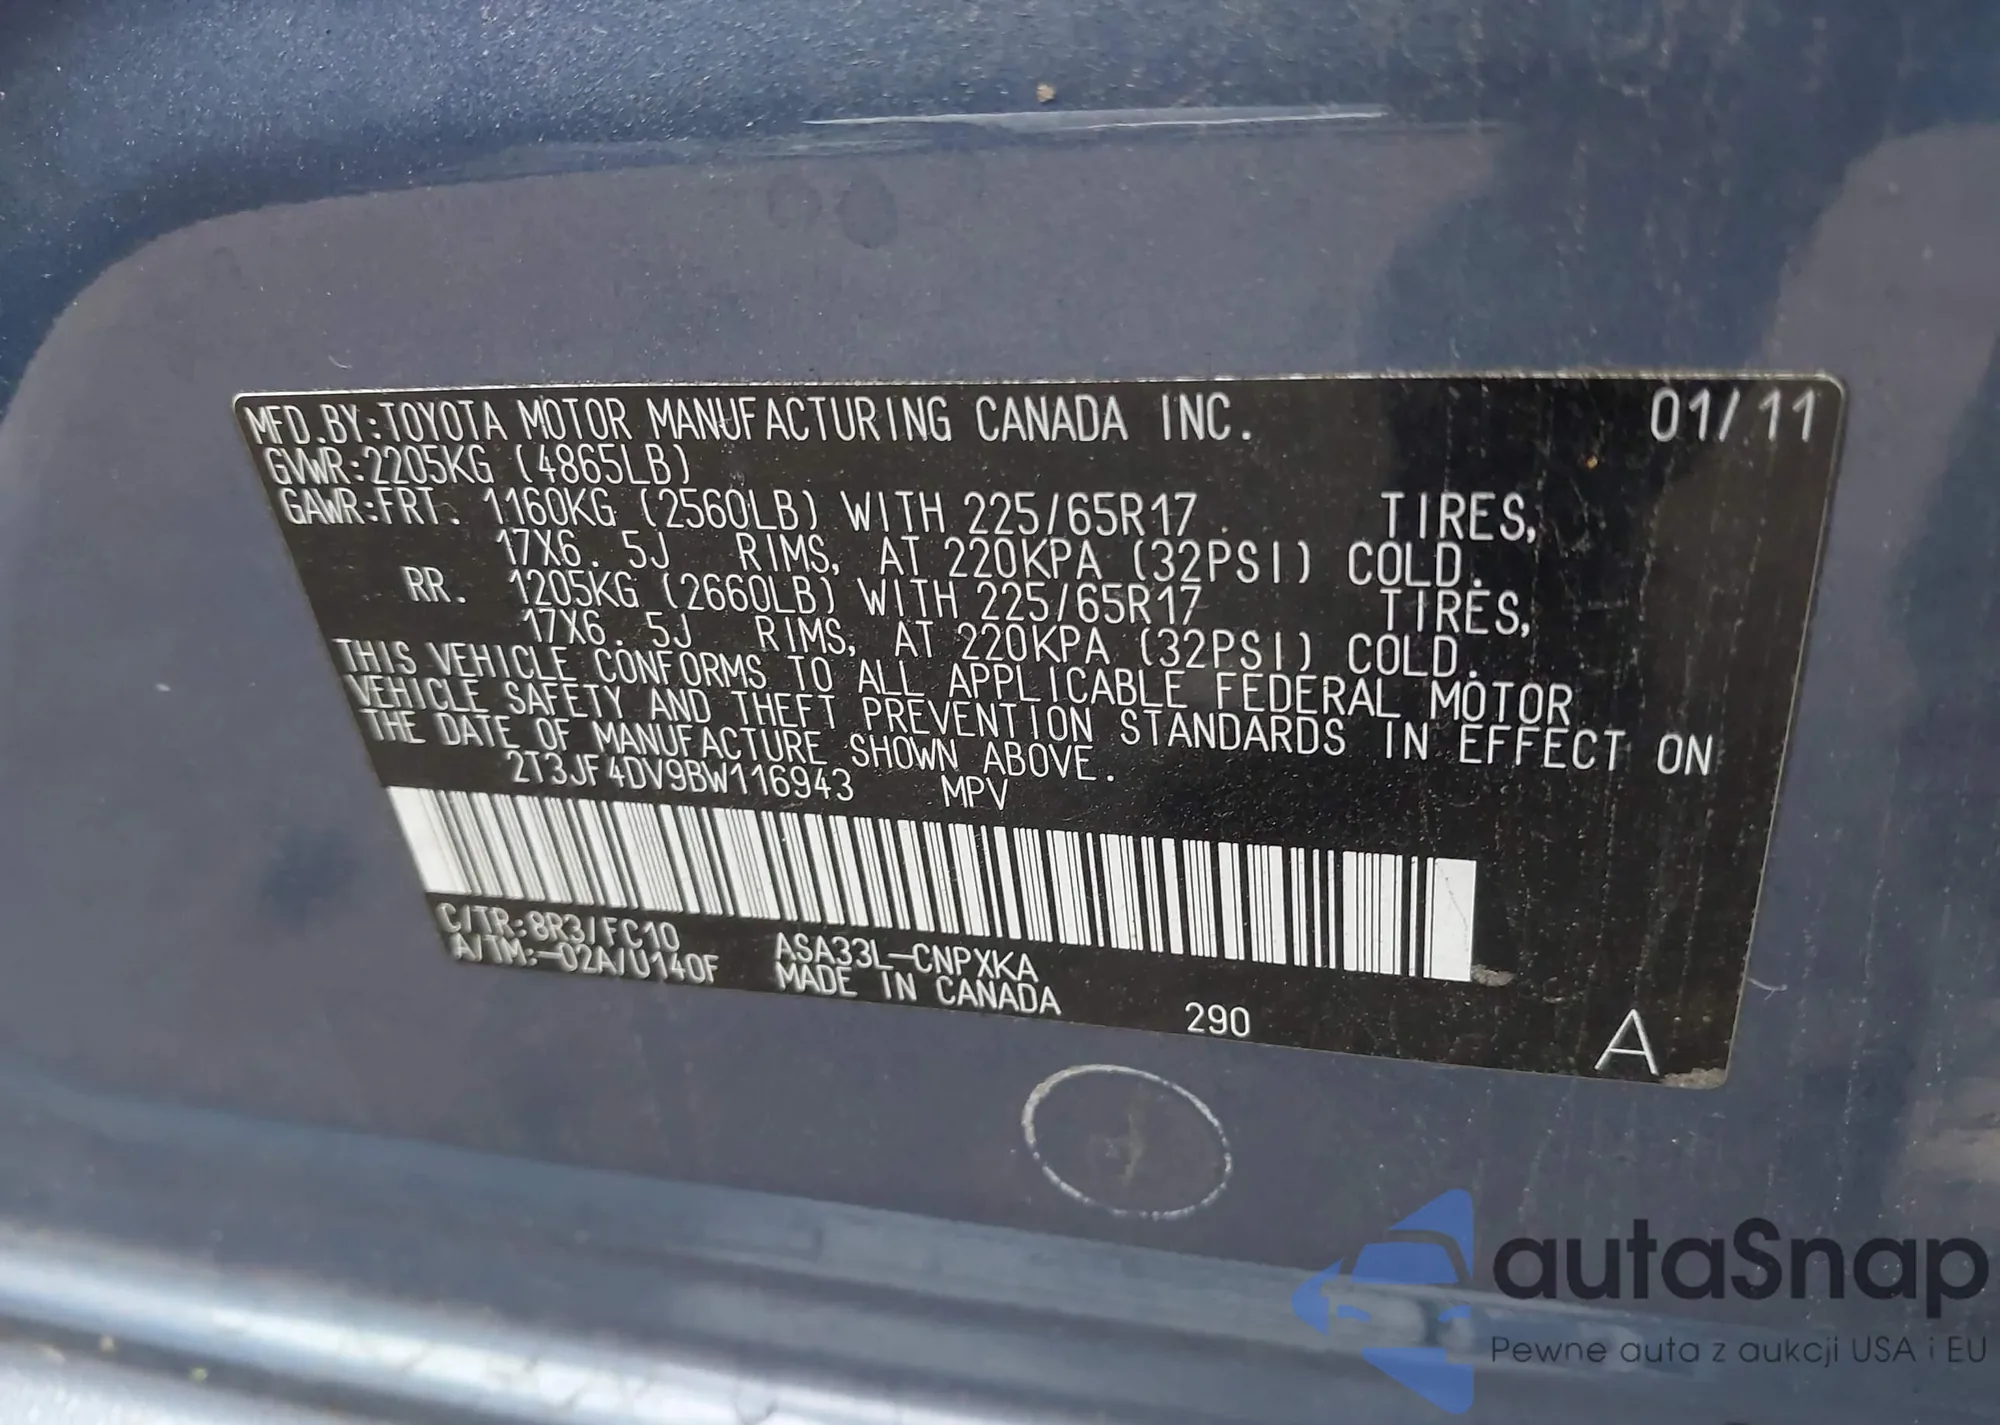 MFD.BY:TOYOTA MOTOR MANUFACTURING CANADA INC. 01/11
GVWR:2205KG (4865LB)
GAWR:FRT. 1160KG (2560LB) WITH 225/65R17 TIRES,
17X6.5J RIMS, AT 220KPA (32PSI) COLD.
RR. 1205KG (2660LB) WITH 225/65R17 TIRES,
17X6.5J RIMS, AT 220KPA (32PSI) COLD.
THIS VEHICLE CONFORMS TO ALL APPLICABLE FEDERAL MOTOR
VEHICLE SAFETY AND THEFT PREVENTION STANDARDS IN EFFECT ON
THE DATE OF MANUFACTURE SHOWN ABOVE.
2T3JF4DV9BW116943 MPV
C/TR:8R3/FC10 ASA33L-CNPXKA
A/TM:-02A/U140F MADE IN CANADA
290
A
autaSnap
Pewne auta z aukcji USA i EU